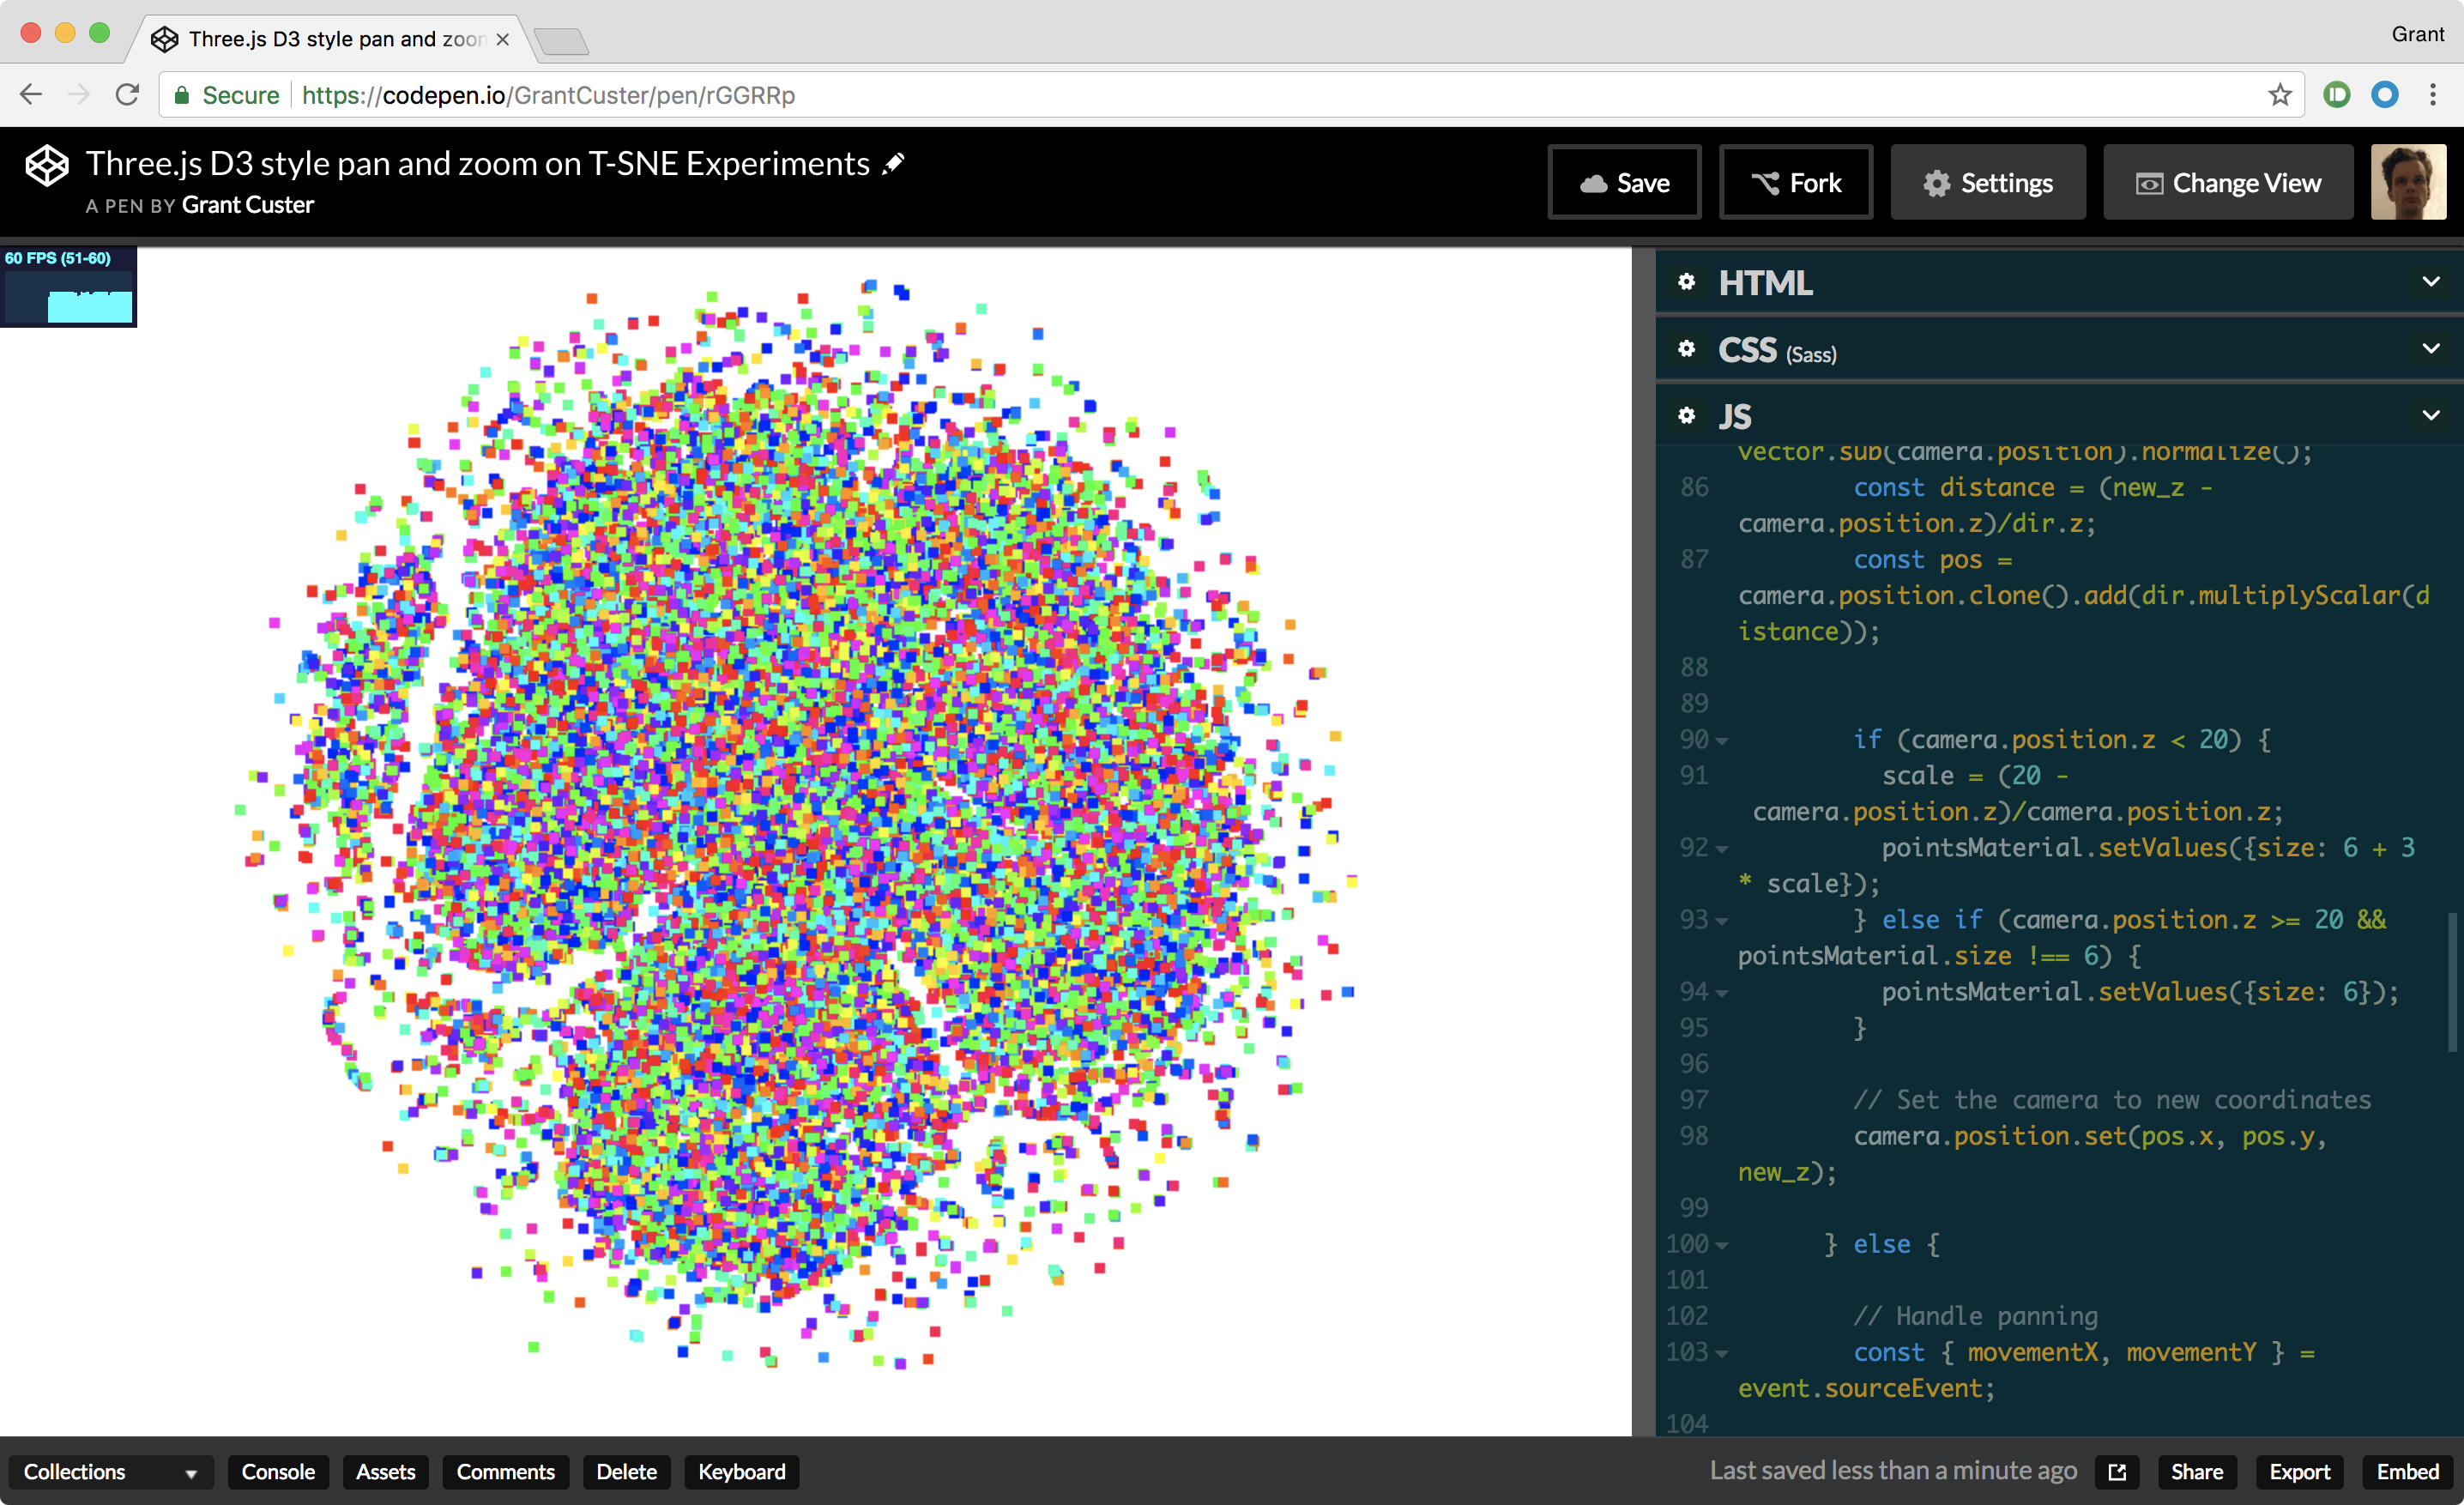 Three.js D3 style pan and zoom
Grant
Secure
https://codepen.io/GrantCuster/pen/rGGRRp
Three.js D3 style pan and zoom on T-SNE Experiments
A PEN BY Grant Custer
Save
Fork
Settings
Change View
60 FPS (51-60)
HTML
CSS (Sass)
JS
vector.sub(camera.position).normalize();
86 const distance = (new_z -
camera.position.z)/dir.z;
87 const pos =
camera.position.clone().add(dir.multiplyScalar(d
istance));
88
89
90 if (camera.position.z < 20) {
91 scale = (20 -
camera.position.z)/camera.position.z;
92 pointsMaterial.setValues({size: 6 + 3
* scale});
93 } else if (camera.position.z >= 20 &&
pointsMaterial.size !== 6) {
94 pointsMaterial.setValues({size: 6});
95 }
96
97 // Set the camera to new coordinates
98 camera.position.set(pos.x, pos.y,
new_z);
99
100 } else {
101
102 // Handle panning
103 const { movementX, movementY } =
event.sourceEvent;
104
Collections
Console
Assets
Comments
Delete
Keyboard
Last saved less than a minute ago
Share
Export
Embed